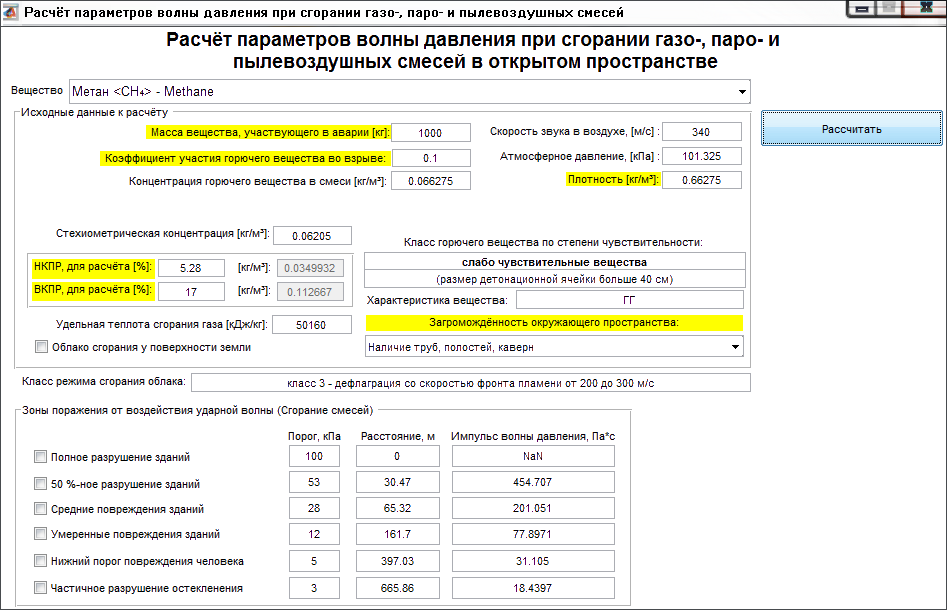 Расчёт параметров волны давления при сгорании газо-, паро- и пылевоздушных смесей
Расчёт параметров волны давления при сгорании газо-, паро- и
пылевоздушных смесей в открытом пространстве
Вещество Метан <CH₄> - Methane
Исходные данные к расчёту
Рассчитать
Масса вещества, участвующего в аварии [кг]: 1000 Скорость звука в воздухе, [м/с] : 340
Коэффициент участия горючего вещества во взрыве: 0.1 Атмосферное давление, [кПа] : 101.325
Концентрация горючего вещества в смеси [кг/м³]: 0.066275 Плотность [кг/м³]: 0.66275
Стехиометрическая концентрация [кг/м³]: 0.06205
Класс горючего вещества по степени чувствительности:
слабо чувствительные вещества
(размер детонационной ячейки больше 40 см)
НКПР, для расчёта [%]: 5.28 [кг/м³]: 0.0349932
ВКПР, для расчёта [%]: 17 [кг/м³]: 0.112667
Характеристика вещества: ГГ
Удельная теплота сгорания газа [кДж/кг]: 50160
Загромождённость окружающего пространства:
Облако сгорания у поверхности земли
Наличие труб, полостей, каверн
Класс режима сгорания облака: класс 3 - дефлаграция со скоростью фронта пламени от 200 до 300 м/с
Зоны поражения от воздействия ударной волны (Сгорание смесей)
Порог, кПа Расстояние, м Импульс волны давления, Па*с
Полное разрушение зданий 100 0 NaN
50 %-ное разрушение зданий 53 30.47 454.707
Средние повреждения зданий 28 65.32 201.051
Умеренные повреждения зданий 12 161.7 77.8971
Нижний порог повреждения человека 5 397.03 31.105
Частичное разрушение остекленения 3 665.86 18.4397